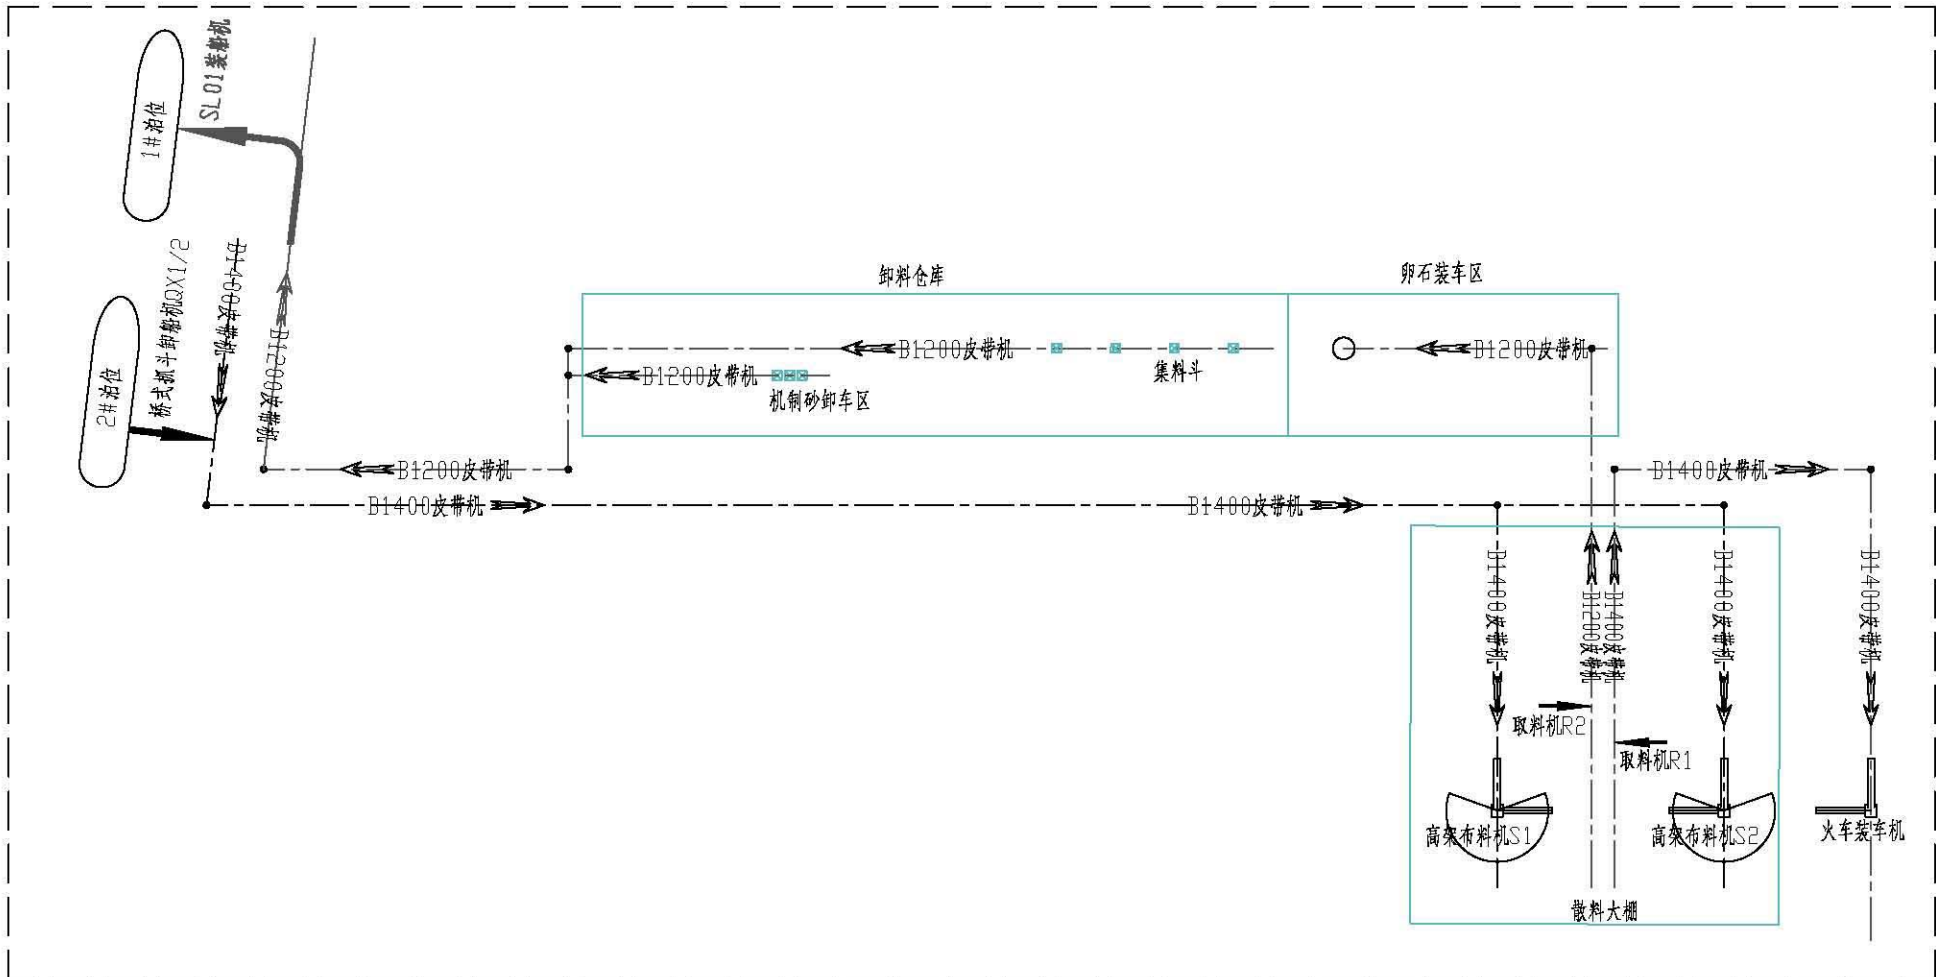 SL01装船机
1#泊位
桥式抓斗卸船机QX1/2
B1400皮带机
B1200皮带机
2#泊位
卸料仓库
卵石装车区
B1200皮带机
B1200皮带机
集料斗
B1200皮带机
机制砂卸车区
B1200皮带机
B1400皮带机
B1400皮带机
B1400皮带机
B1400皮带机
B1200皮带机
B1400皮带机
B1400皮带机
B1400皮带机
取料机R2
取料机R1
高架布料机S1
高架布料机S2
火车装车机
散料大棚